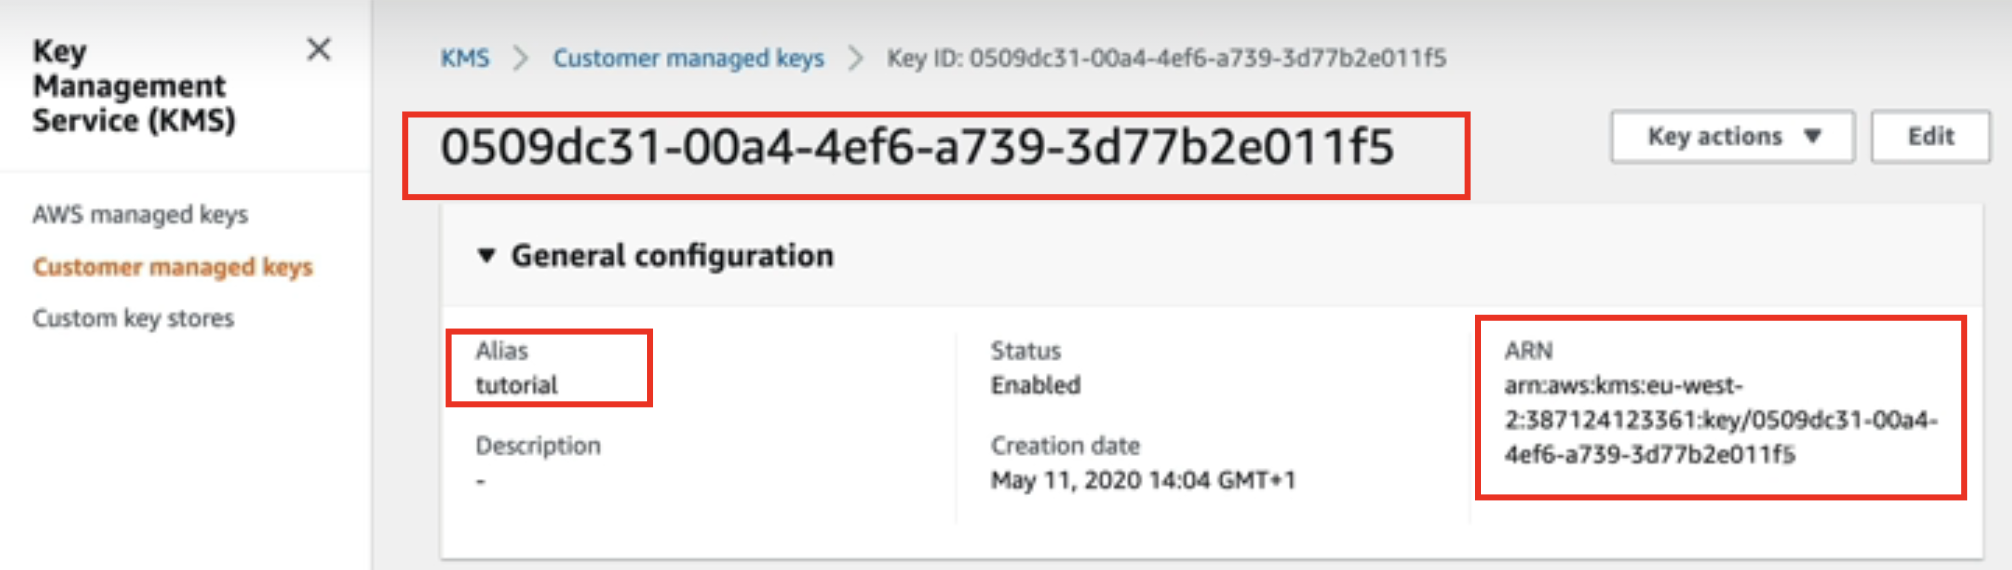 Key
Management
Service (KMS)
AWS managed keys
Customer managed keys
Custom key stores
KMS > Customer managed keys > Key ID: 0509dc31-00a4-4ef6-a739-3d77b2e011f5
0509dc31-00a4-4ef6-a739-3d77b2e011f5
Key actions
Edit
General configuration
Alias
tutorial
Description
-
Status
Enabled
Creation date
May 11, 2020 14:04 GMT+1
ARN
arn:aws:kms:eu-west-
2:387124123361:key/0509dc31-00a4-
4ef6-a739-3d77b2e011f5